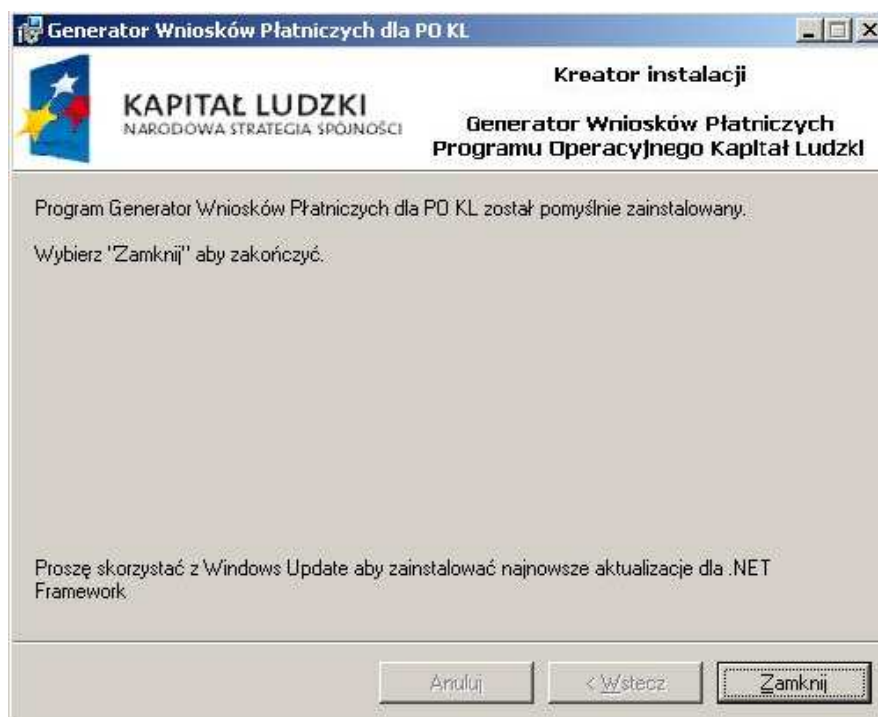 Generator Wniosków Płatniczych dla PO KL
KAPITAŁ LUDZKI
NARODOWA STRATEGIA SPÓJNOŚCI
Kreator instalacji
Generator Wniosków Płatniczych
Programu Operacyjnego Kapitał Ludzki
Program Generator Wniosków Płatniczych dla PO KL został pomyślnie zainstalowany.
Wybierz "Zamknij" aby zakończyć.
Proszę skorzystać z Windows Update aby zainstalować najnowsze aktualizacje dla .NET
Framework
Anuluj
< Wstecz
Zamknij